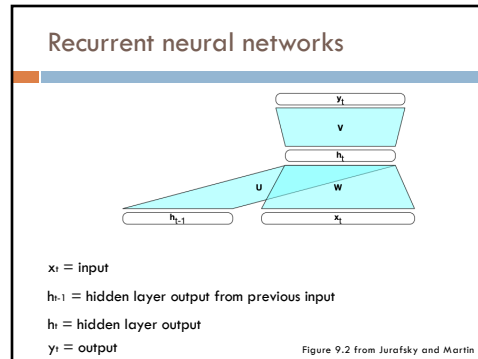 Recurrent neural networks
yₜ
V
hₜ
U W
hₜ₋₁ xₜ
xₜ = input
hₜ₋₁ = hidden layer output from previous input
hₜ = hidden layer output
yₜ = output
Figure 9.2 from Jurafsky and Martin